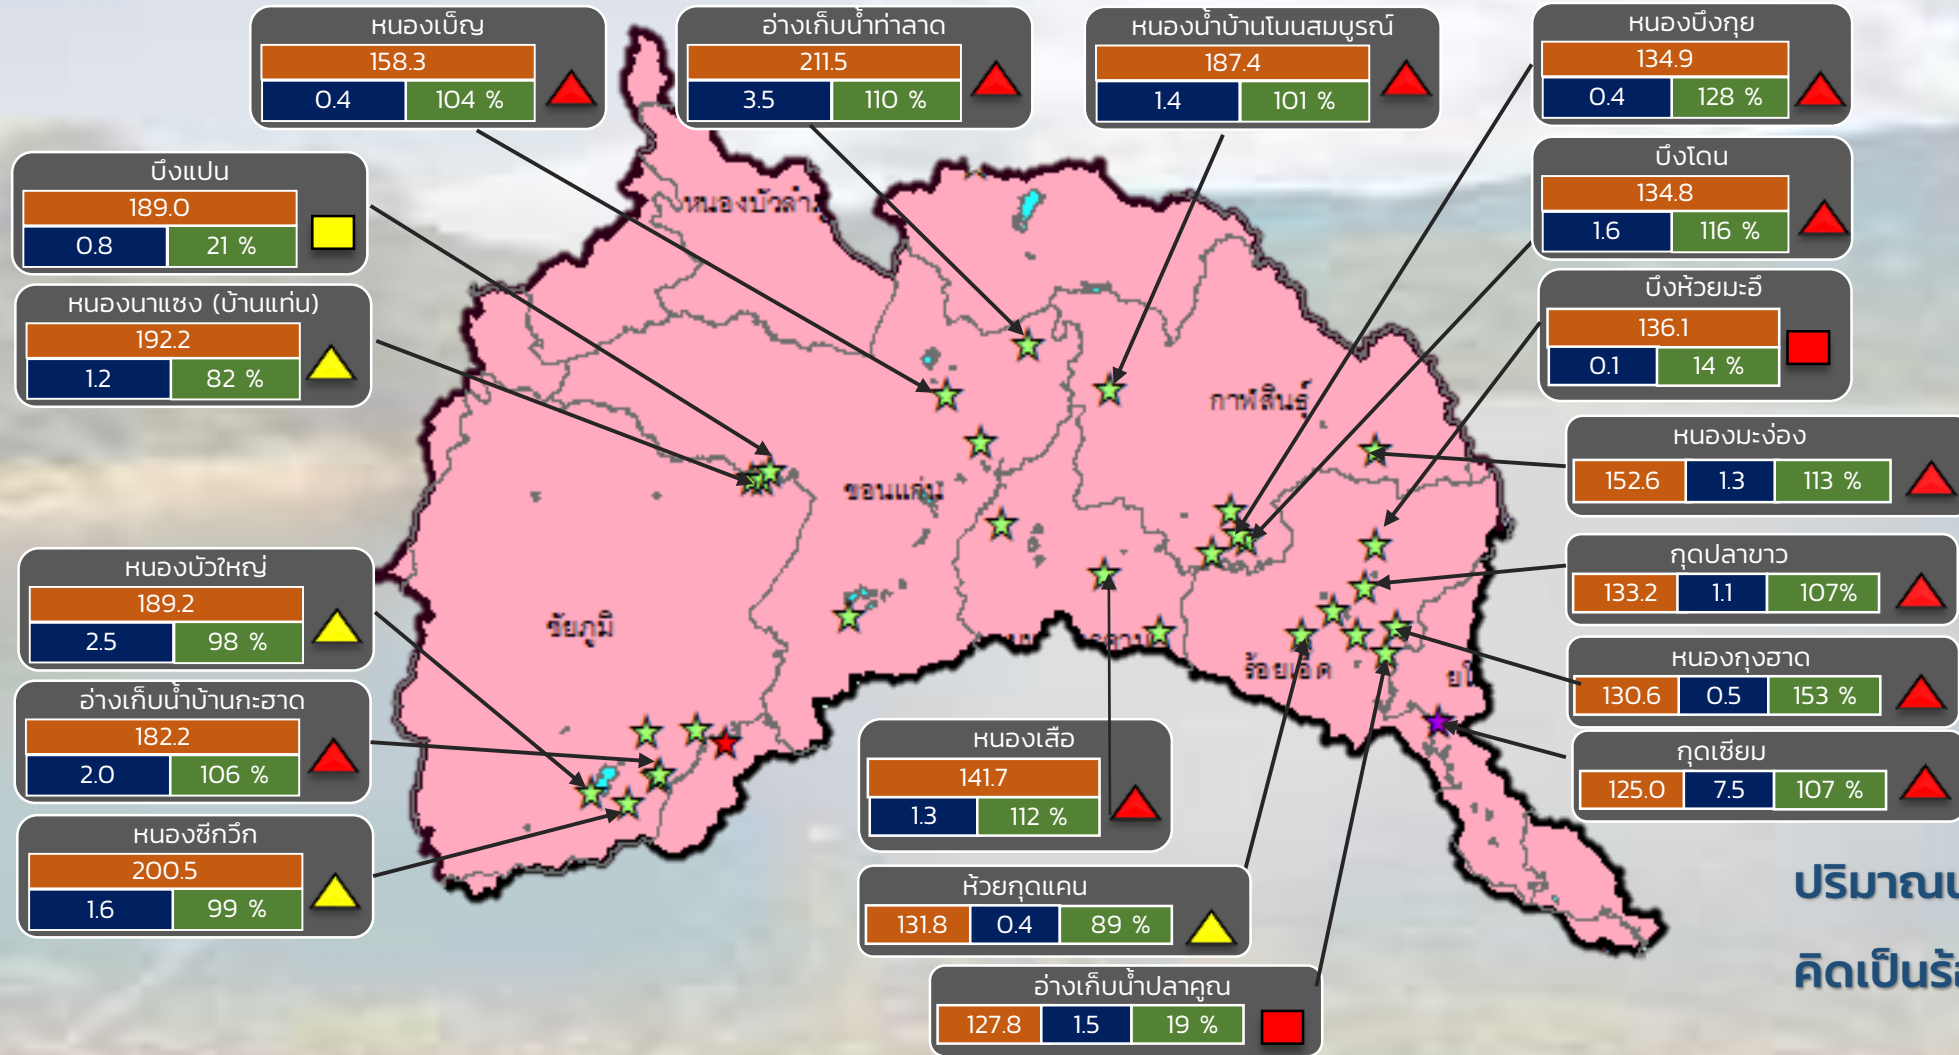 หนองเบ็ญ
158.3
0.4 104 %
อ่างเก็บน้ำท่าลาด
211.5
3.5 110 %
หนองน้ำบ้านโนนสมบูรณ์
187.4
1.4 101 %
หนองบึงกุย
134.9
0.4 128 %
บึงแปน
189.0
0.8 21 %
บึงโดน
134.8
1.6 116 %
หนองนาแซง (บ้านแท่น)
192.2
1.2 82 %
บึงห้วยมะอี
136.1
0.1 14 %
กาฬสินธุ์
ขอนแก่น
ชัยภูมิ
ร้อยเอ็ด
หนองมะง่อง
152.6 1.3 113 %
กุดปลาขาว
133.2 1.1 107%
หนองบัวใหญ่
189.2
2.5 98 %
หนองกุงฮาด
130.6 0.5 153 %
อ่างเก็บน้ำบ้านกะฮาด
182.2
2.0 106 %
หนองเสือ
141.7
1.3 112 %
กุดเซียม
125.0 7.5 107 %
หนองซีกวึก
200.5
1.6 99 %
ห้วยกุดแคน
131.8 0.4 89 %
อ่างเก็บน้ำปลาคูณ
127.8 1.5 19 %